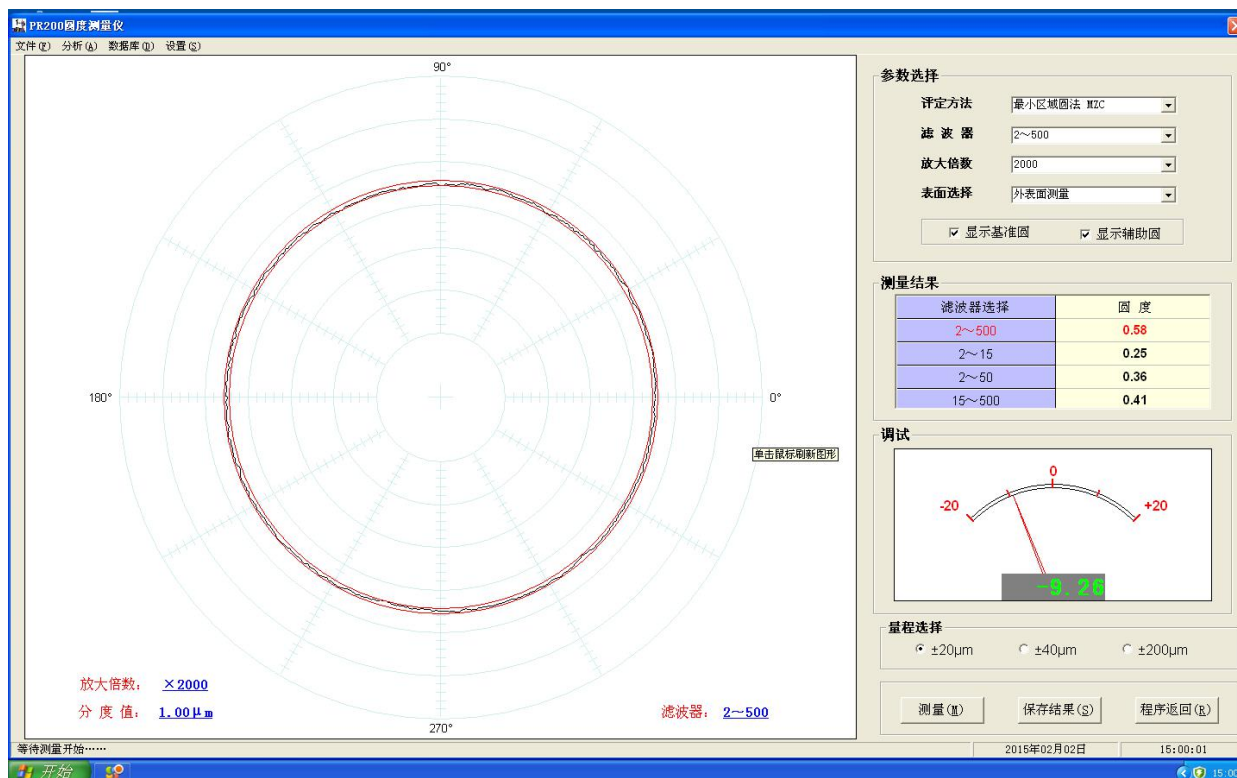 PR200圆度测量仪
文件(F) 分析(A) 数据库(D) 设置(S)
90°
180°
0°
270°
单击鼠标刷新图形
放大倍数: ×2000
分 度 值: 1.00μm
滤波器: 2～500
参数选择
评定方法 最小区域圆法 MZC
滤 波 器 2～500
放大倍数 2000
表面选择 外表面测量
显示基准圆 显示辅助圆
测量结果
滤波器选择 圆 度
2～500 0.58
2～15 0.25
2～50 0.36
15～500 0.41
调试
0
-20 +20
-9.26
量程选择
±20μm ±40μm ±200μm
测量(M) 保存结果(S) 程序返回(R)
等待测量开始…… 2015年02月02日 15:00:01
开始 15:00